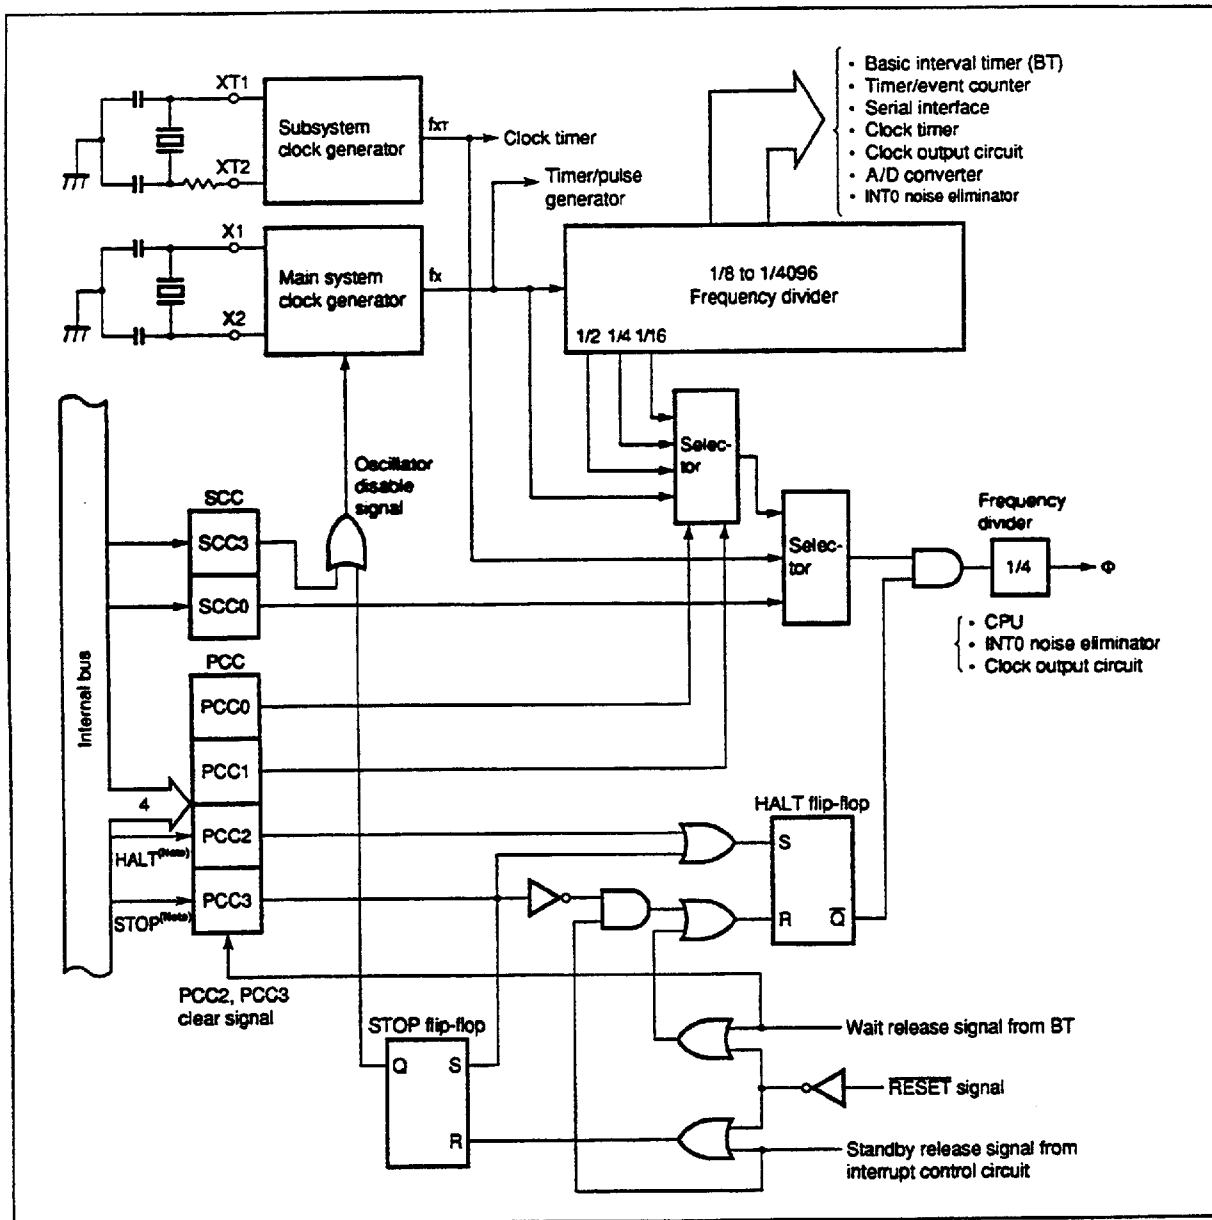 XT1
XT2
Subsystem
clock generator
fXT
Clock timer
Timer/pulse
generator
• Basic interval timer (BT)
• Timer/event counter
• Serial interface
• Clock timer
• Clock output circuit
• A/D converter
• INT0 noise eliminator
X1
X2
Main system
clock generator
fX
1/8 to 1/4096
Frequency divider
1/2 1/4 1/16
Selec-
tor
Oscillator
disable
signal
SCC
SCC3
SCC0
Selec-
tor
Frequency
divider
1/4
Φ
• CPU
• INT0 noise eliminator
• Clock output circuit
Internal bus
PCC
PCC0
PCC1
4
PCC2
HALT(Note)
PCC3
STOP(Note)
HALT flip-flop
S
R
Q̅
PCC2, PCC3
clear signal
STOP flip-flop
Q
S
R
Wait release signal from BT
R̅E̅S̅E̅T̅ signal
Standby release signal from
interrupt control circuit